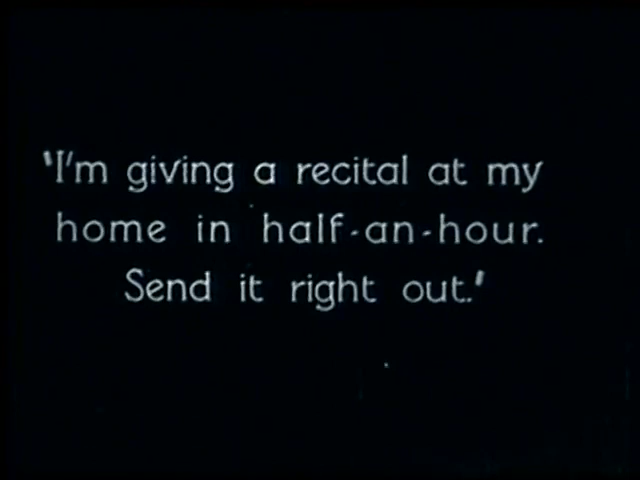 "I'm giving a recital at my
home in half-an-hour.
Send it right out."